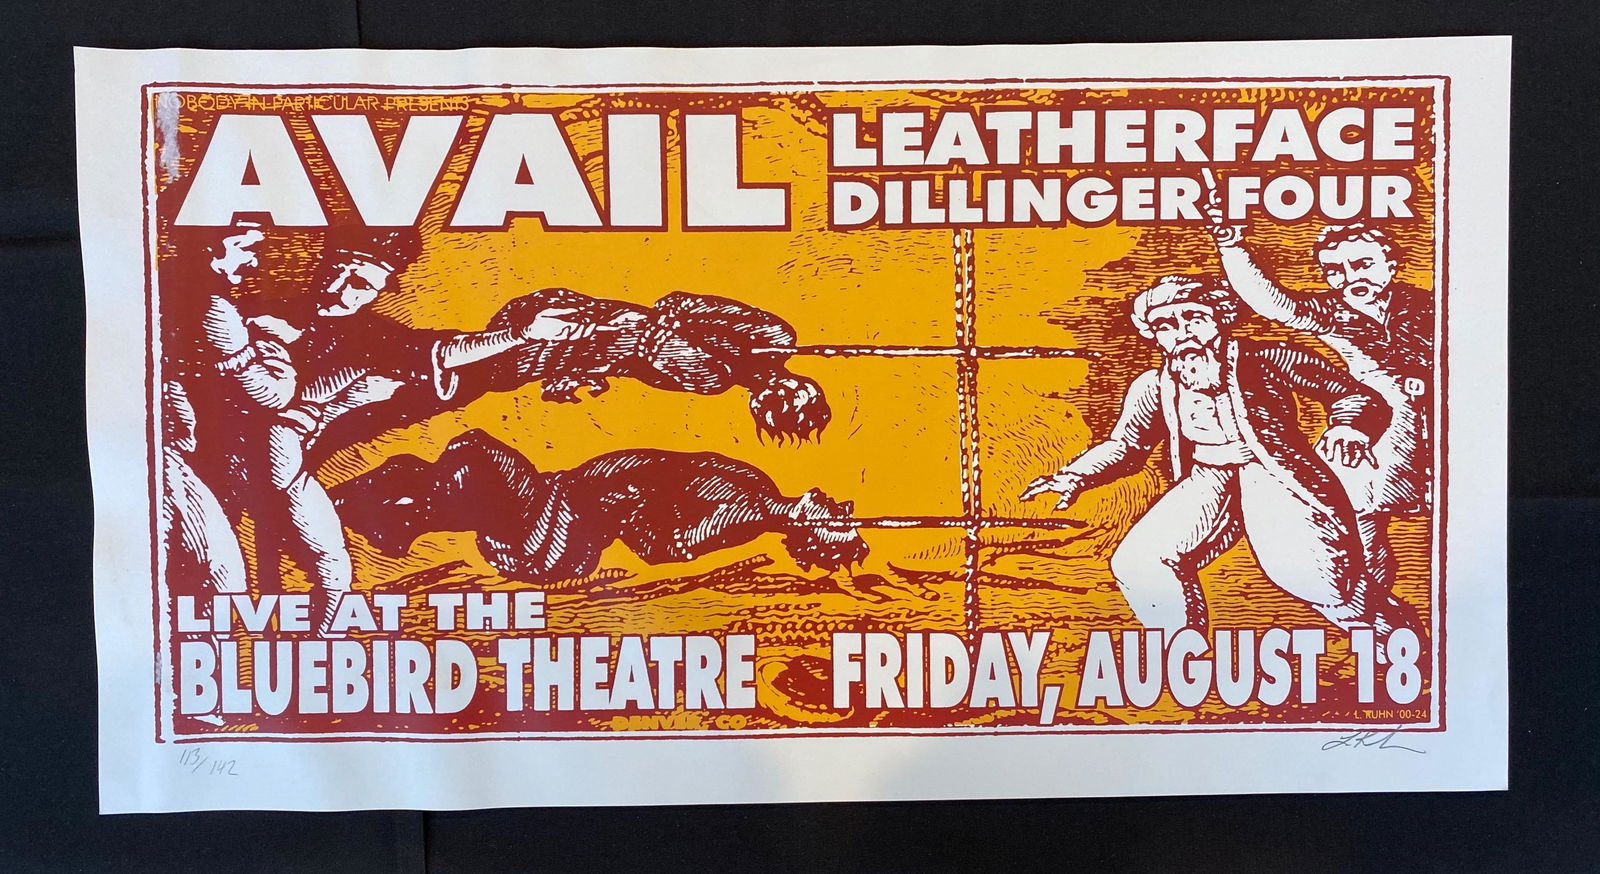 NOBODY IN PARTICULAR PRESENTS
AVAIL
LEATHERFACE
DILLINGER FOUR
LIVE AT THE
BLUEBIRD THEATRE
FRIDAY, AUGUST 18
DENVER, CO
L. KUHN '00-24
113/142